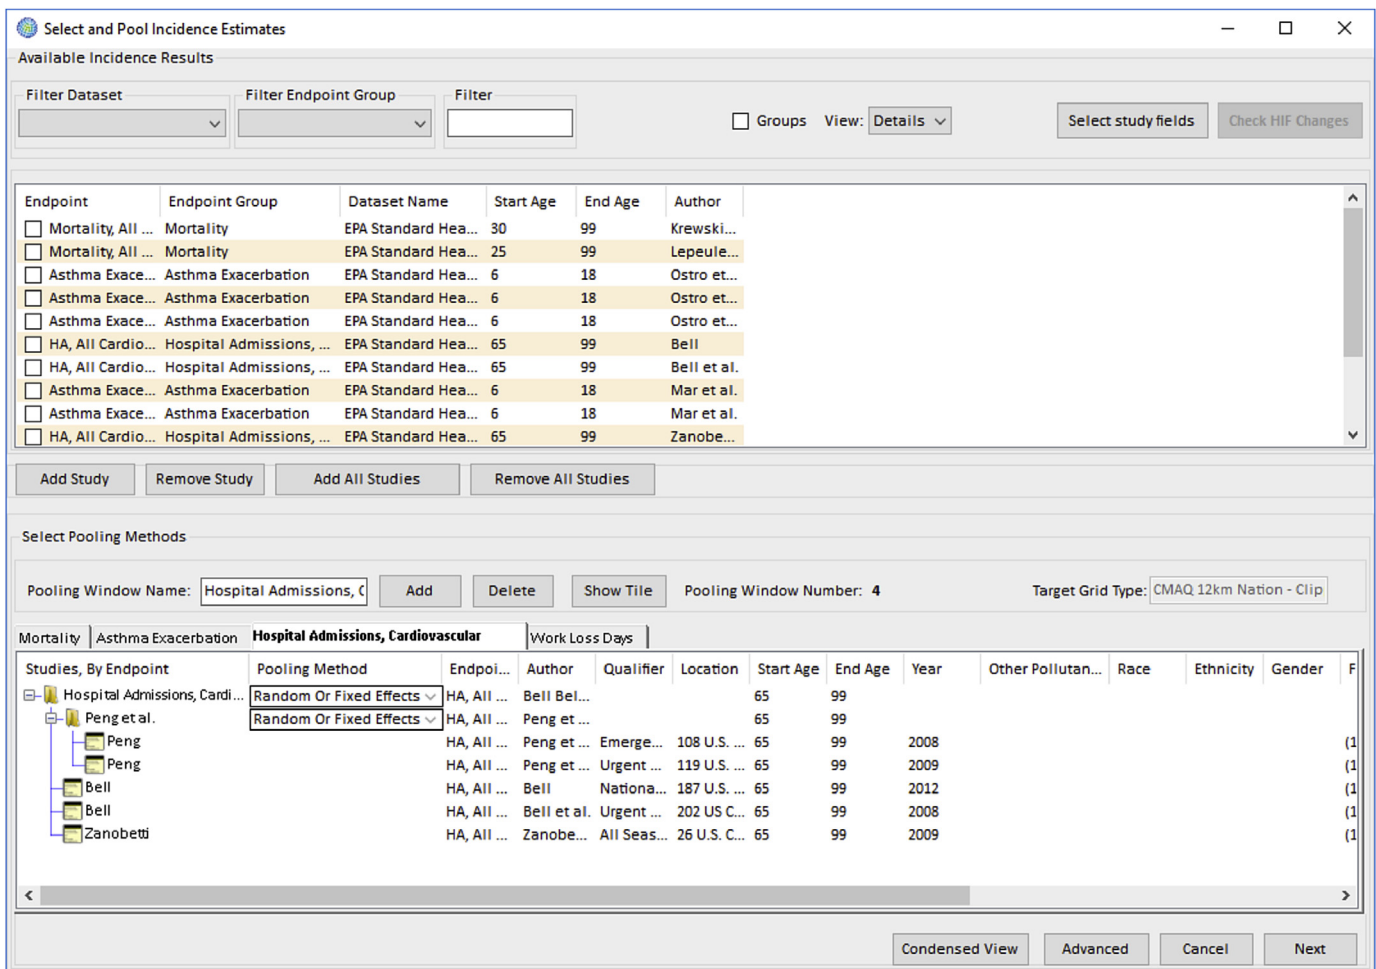 Select and Pool Incidence Estimates
Available Incidence Results
Filter Dataset Filter Endpoint Group Filter
Groups View: Details Select study fields Check HIF Changes
Endpoint Endpoint Group Dataset Name Start Age End Age Author
Mortality, All ... Mortality EPA Standard Hea... 30 99 Krewski...
Mortality, All ... Mortality EPA Standard Hea... 25 99 Lepeule...
Asthma Exace... Asthma Exacerbation EPA Standard Hea... 6 18 Ostro et...
Asthma Exace... Asthma Exacerbation EPA Standard Hea... 6 18 Ostro et...
Asthma Exace... Asthma Exacerbation EPA Standard Hea... 6 18 Ostro et...
HA, All Cardio... Hospital Admissions, ... EPA Standard Hea... 65 99 Bell
HA, All Cardio... Hospital Admissions, ... EPA Standard Hea... 65 99 Bell et al.
Asthma Exace... Asthma Exacerbation EPA Standard Hea... 6 18 Mar et al.
Asthma Exace... Asthma Exacerbation EPA Standard Hea... 6 18 Mar et al.
HA, All Cardio... Hospital Admissions, ... EPA Standard Hea... 65 99 Zanobe...
Add Study Remove Study Add All Studies Remove All Studies
Select Pooling Methods
Pooling Window Name: Hospital Admissions, C Add Delete Show Tile Pooling Window Number: 4 Target Grid Type: CMAQ 12km Nation - Clip
Mortality Asthma Exacerbation Hospital Admissions, Cardiovascular Work Loss Days
Studies, By Endpoint Pooling Method Endpoi... Author Qualifier Location Start Age End Age Year Other Pollutan... Race Ethnicity Gender F
Hospital Admissions, Cardi... Random Or Fixed Effects HA, All ... Bell Bel... 65 99
Peng et al. Random Or Fixed Effects HA, All ... Peng et ... 65 99
Peng HA, All ... Peng et ... Emerge... 108 U.S. ... 65 99 2008 (1
Peng HA, All ... Peng et ... Urgent ... 119 U.S. ... 65 99 2009 (1
Bell HA, All ... Bell Nationa... 187 U.S. ... 65 99 2012 (1
Bell HA, All ... Bell et al. Urgent ... 202 US C... 65 99 2008 (1
Zanobetti HA, All ... Zanobe... All Seas... 26 U.S. C... 65 99 2009 (1
Condensed View Advanced Cancel Next